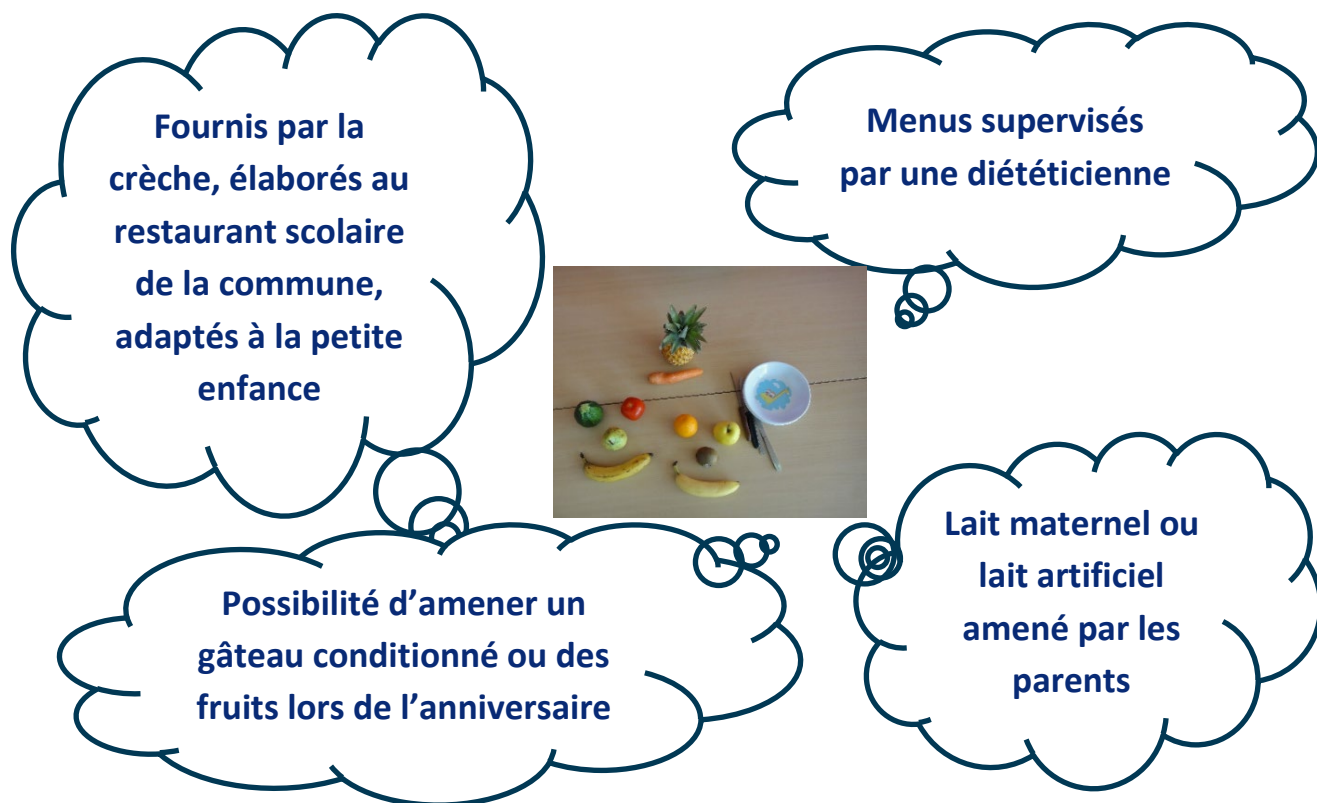 Fournis par la
crèche, élaborés au
restaurant scolaire
de la commune,
adaptés à la petite
enfance
Menus supervisés
par une diététicienne
Possibilité d’amener un
gâteau conditionné ou des
fruits lors de l’anniversaire
Lait maternel ou
lait artificiel
amené par les
parents